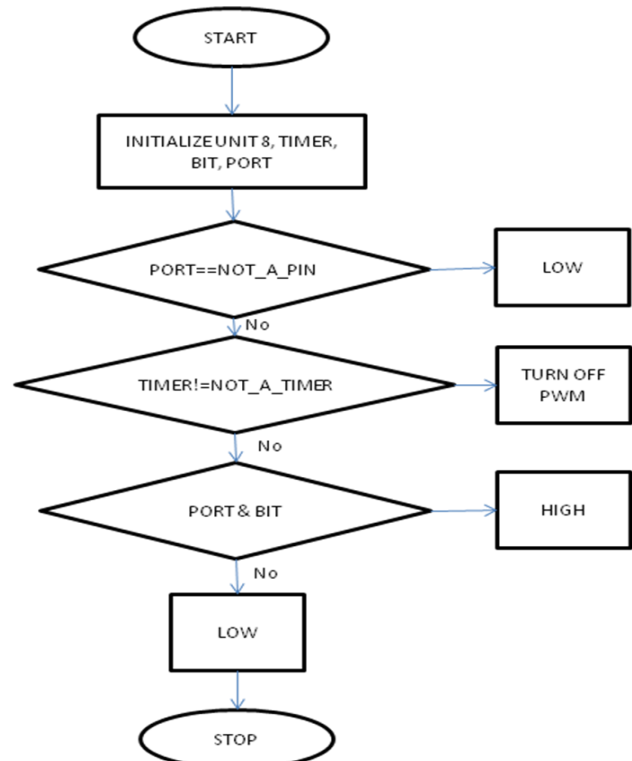 START
INITIALIZE UNIT 8, TIMER,
BIT, PORT
PORT==NOT_A_PIN
LOW
No
TIMER!=NOT_A_TIMER
TURN OFF
PWM
No
PORT & BIT
HIGH
No
LOW
STOP